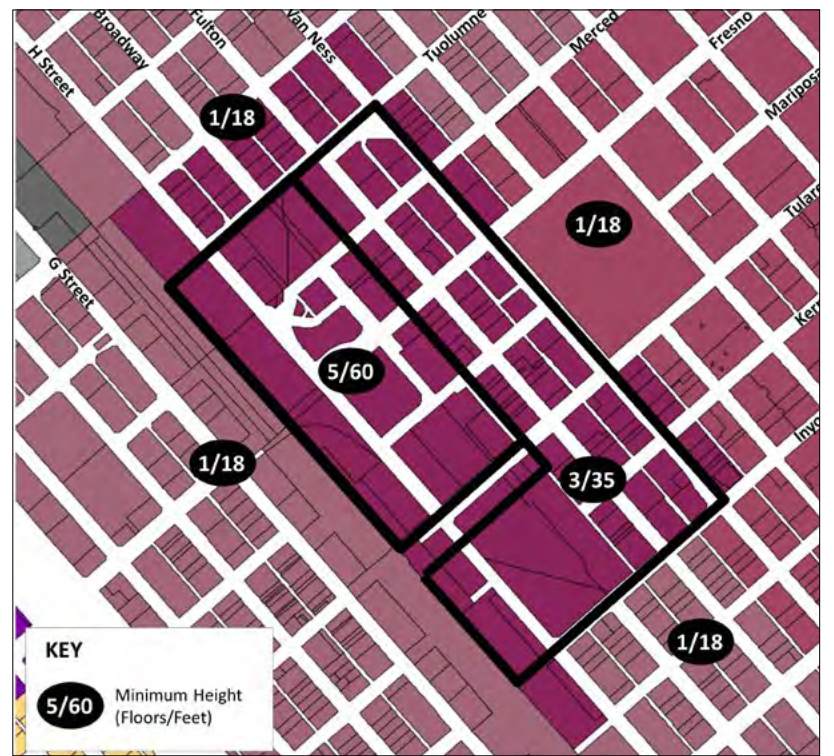 H Street
Broadway
Fulton
Van Ness
Tuolumne
Merced
Fresno
Mariposa
Tulare
Kern
Inyo
G Street
1/18
1/18
5/60
1/18
3/35
1/18
KEY
5/60
Minimum Height
(Floors/Feet)